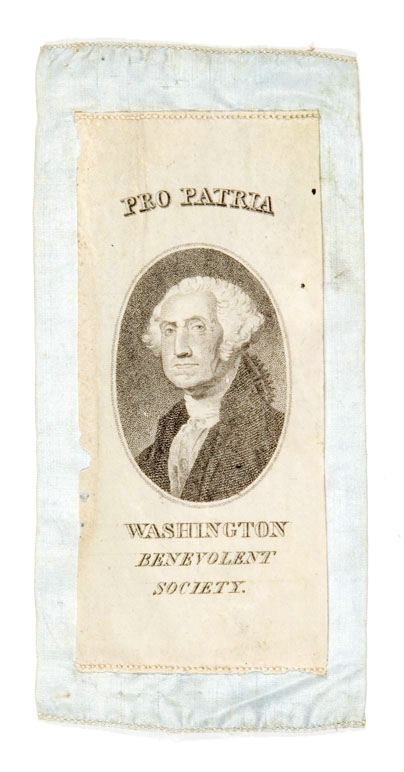 PRO PATRIA
WASHINGTON
BENEVOLENT
SOCIETY.